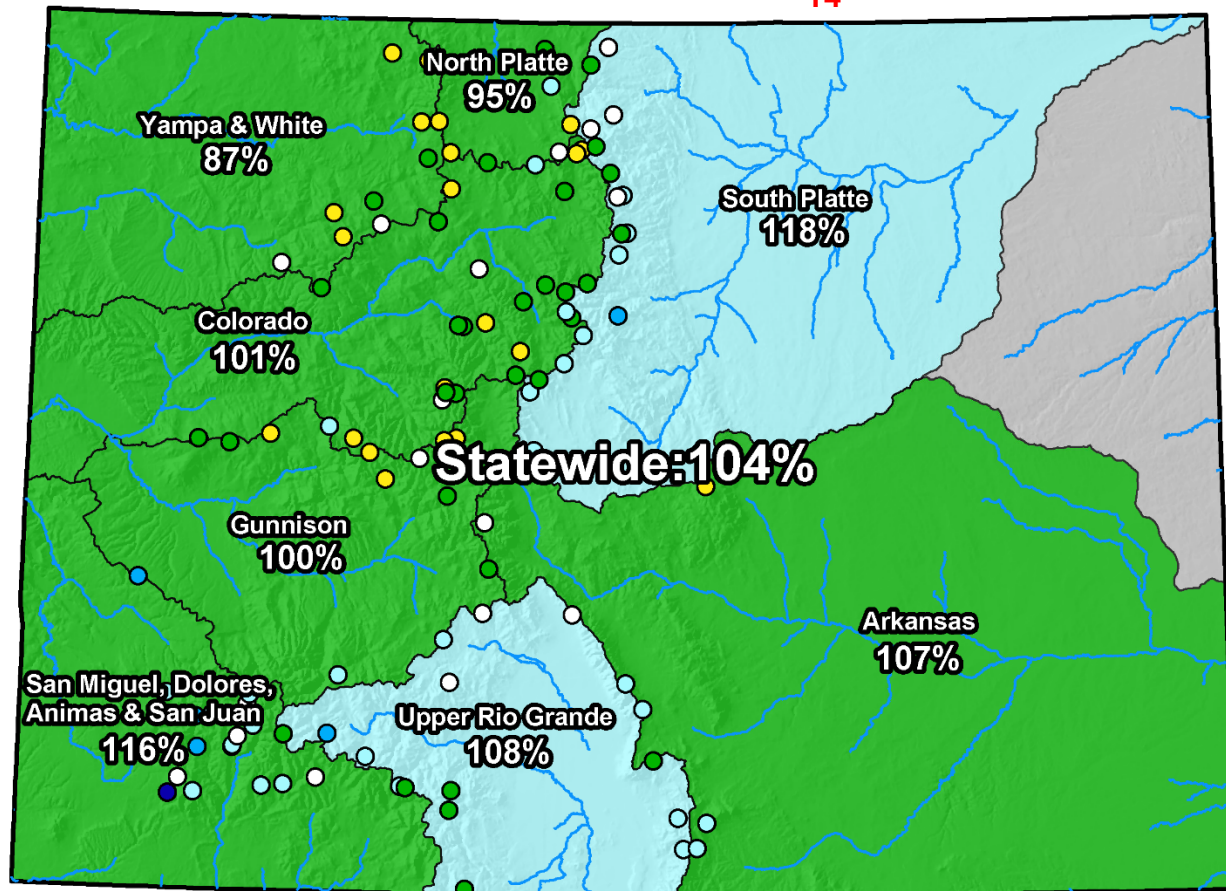 14
North Platte
95%
Yampa & White
87%
South Platte
118%
Colorado
101%
Statewide:104%
Gunnison
100%
Arkansas
107%
San Miguel, Dolores,
Animas & San Juan
116%
Upper Rio Grande
108%